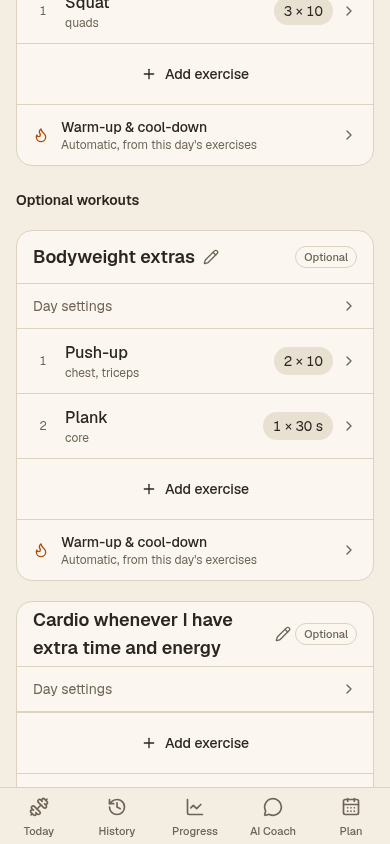 1
Squat
quads
3 × 10
Add exercise
Warm-up & cool-down
Automatic, from this day's exercises
Optional workouts
Bodyweight extras
Optional
Day settings
1
Push-up
chest, triceps
2 × 10
2
Plank
core
1 × 30 s
Add exercise
Warm-up & cool-down
Automatic, from this day's exercises
Cardio whenever I have
extra time and energy
Optional
Day settings
Add exercise
Today
History
Progress
AI Coach
Plan